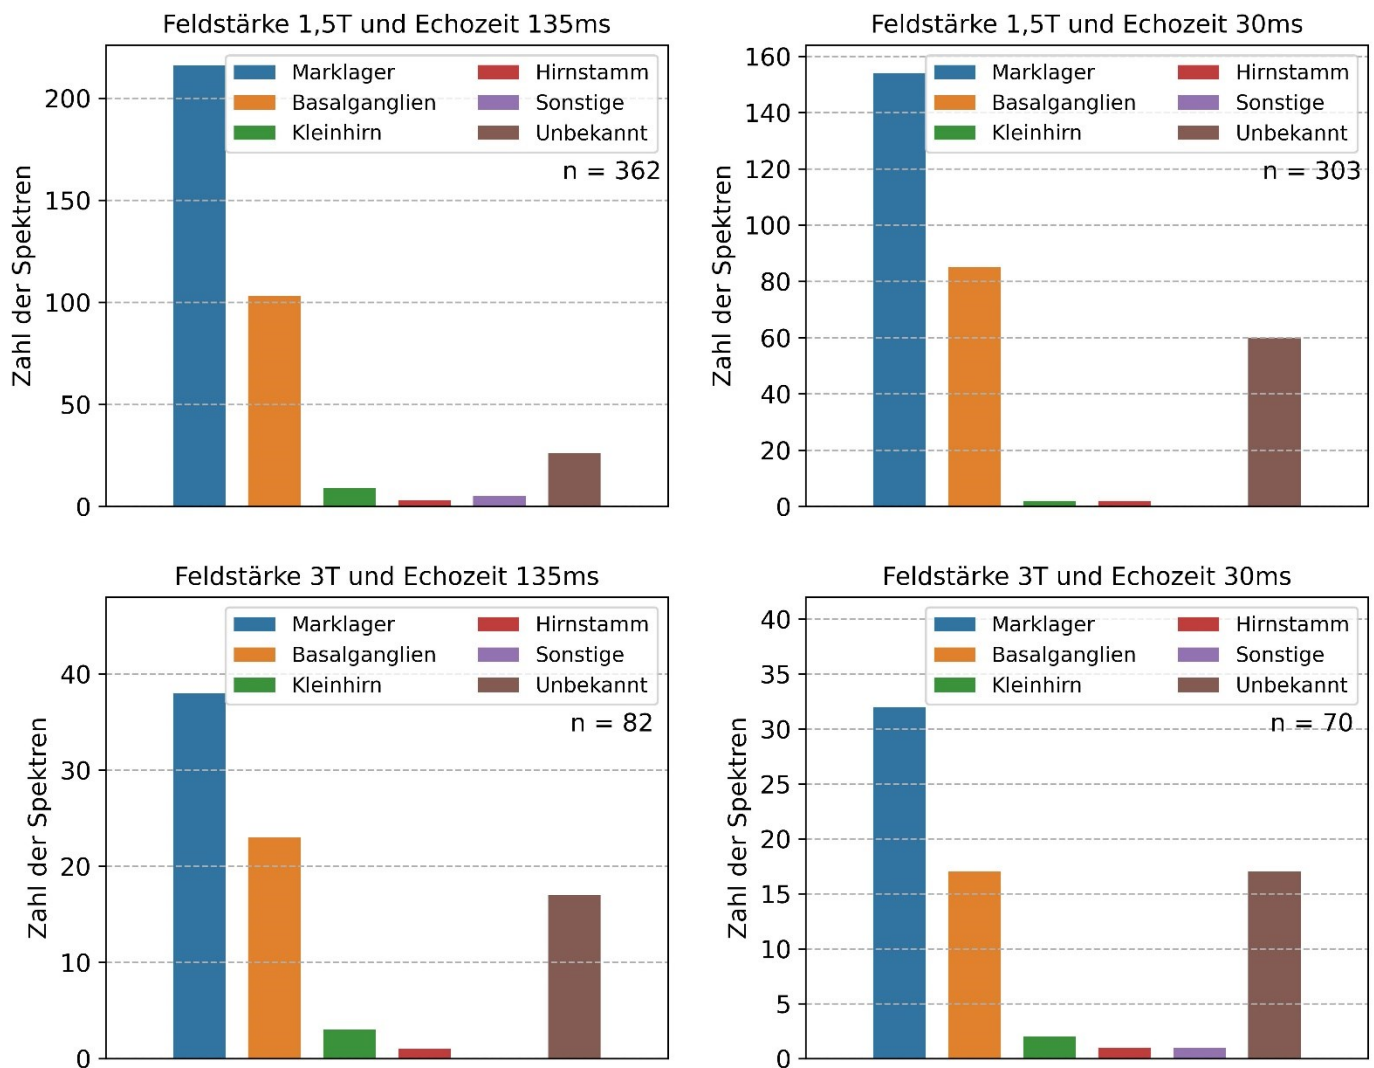 Feldstärke 1,5T und Echozeit 135ms
Zahl der Spektren
200
150
100
50
0
Marklager
Basalganglien
Kleinhirn
Hirnstamm
Sonstige
Unbekannt
n = 362
Feldstärke 1,5T und Echozeit 30ms
Zahl der Spektren
160
140
120
100
80
60
40
20
0
Marklager
Basalganglien
Kleinhirn
Hirnstamm
Sonstige
Unbekannt
n = 303
Feldstärke 3T und Echozeit 135ms
Zahl der Spektren
40
30
20
10
0
Marklager
Basalganglien
Kleinhirn
Hirnstamm
Sonstige
Unbekannt
n = 82
Feldstärke 3T und Echozeit 30ms
Zahl der Spektren
40
35
30
25
20
15
10
5
0
Marklager
Basalganglien
Kleinhirn
Hirnstamm
Sonstige
Unbekannt
n = 70